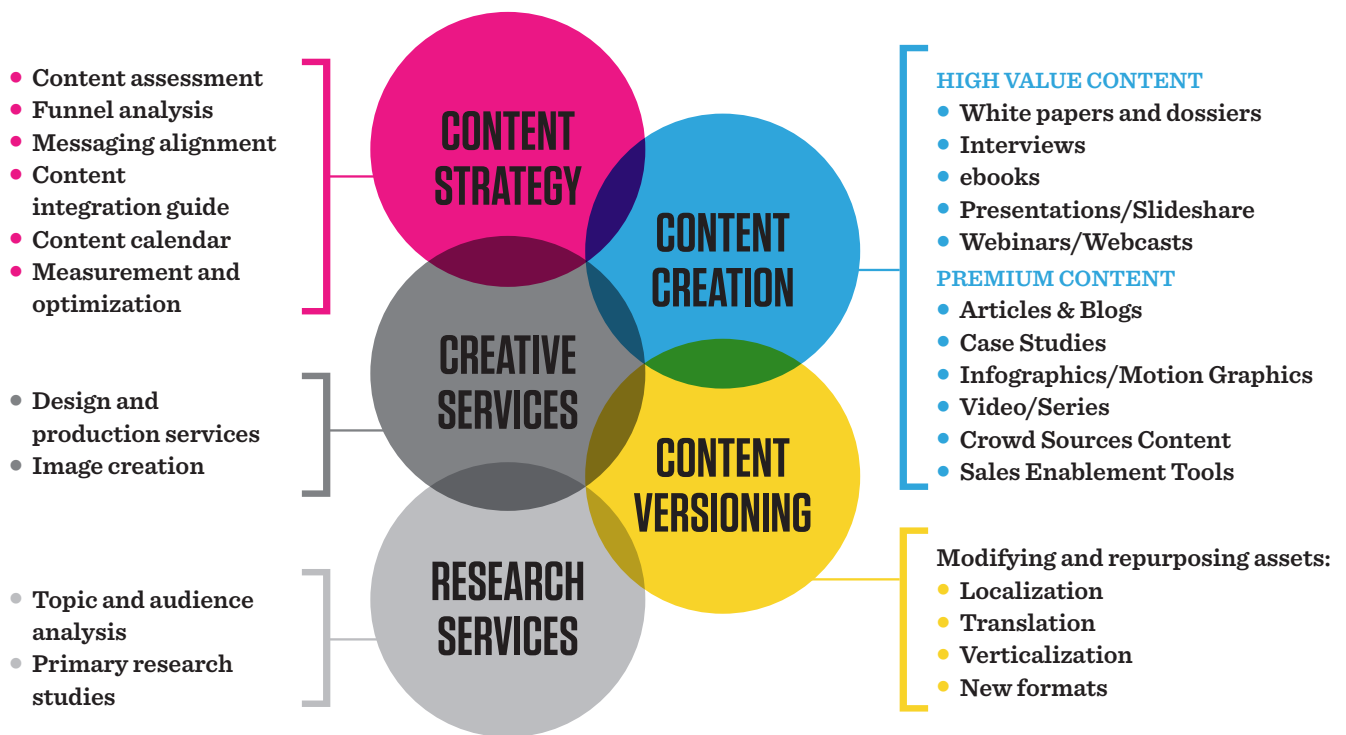 Content assessment
Funnel analysis
Messaging alignment
Content
integration guide
Content calendar
Measurement and
optimization
Design and
production services
Image creation
Topic and audience
analysis
Primary research
studies
CONTENT
STRATEGY
CONTENT
CREATION
CREATIVE
SERVICES
CONTENT
VERSIONING
RESEARCH
SERVICES
HIGH VALUE CONTENT
White papers and dossiers
Interviews
ebooks
Presentations/Slideshare
Webinars/Webcasts
PREMIUM CONTENT
Articles & Blogs
Case Studies
Infographics/Motion Graphics
Video/Series
Crowd Sources Content
Sales Enablement Tools
Modifying and repurposing assets:
Localization
Translation
Verticalization
New formats